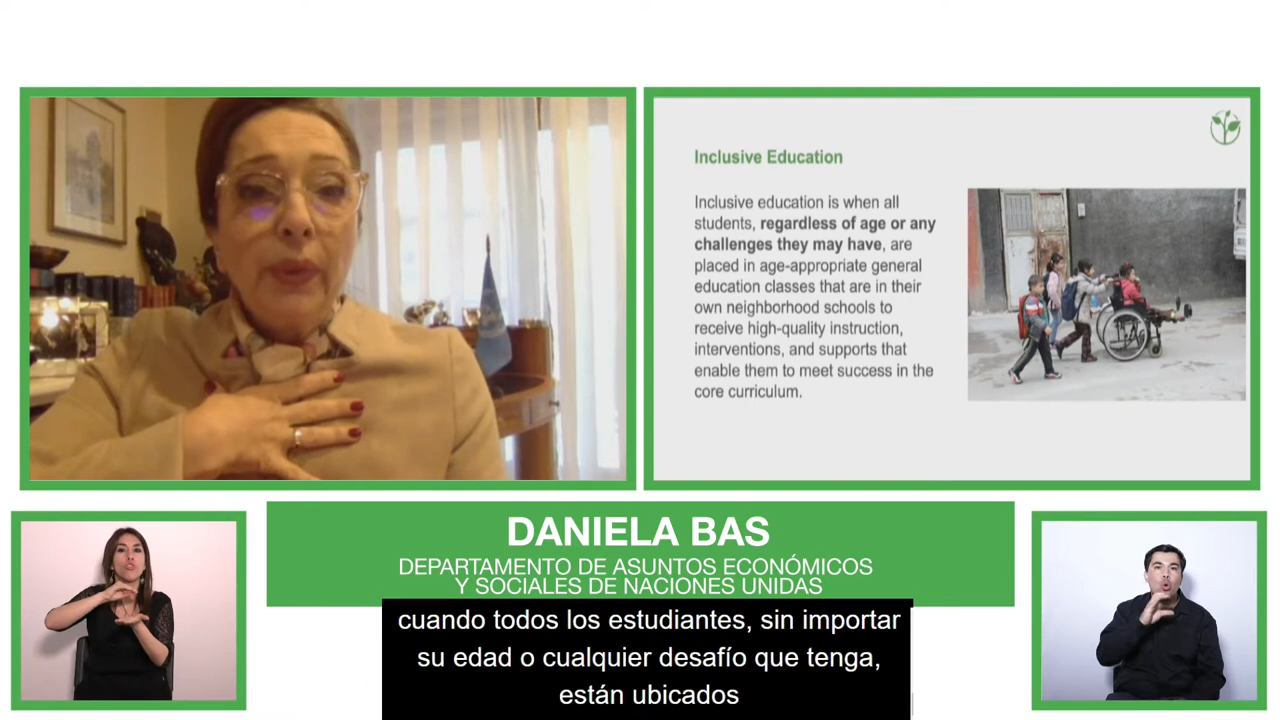 Inclusive Education
Inclusive education is when all
students, regardless of age or any
challenges they may have, are
placed in age-appropriate general
education classes that are in their
own neighborhood schools to
receive high-quality instruction,
interventions, and supports that
enable them to meet success in the
core curriculum.
DANIELA BAS
DEPARTAMENTO DE ASUNTOS ECONÓMICOS
Y SOCIALES DE NACIONES UNIDAS
cuando todos los estudiantes, sin importar
su edad o cualquier desafío que tenga,
están ubicados